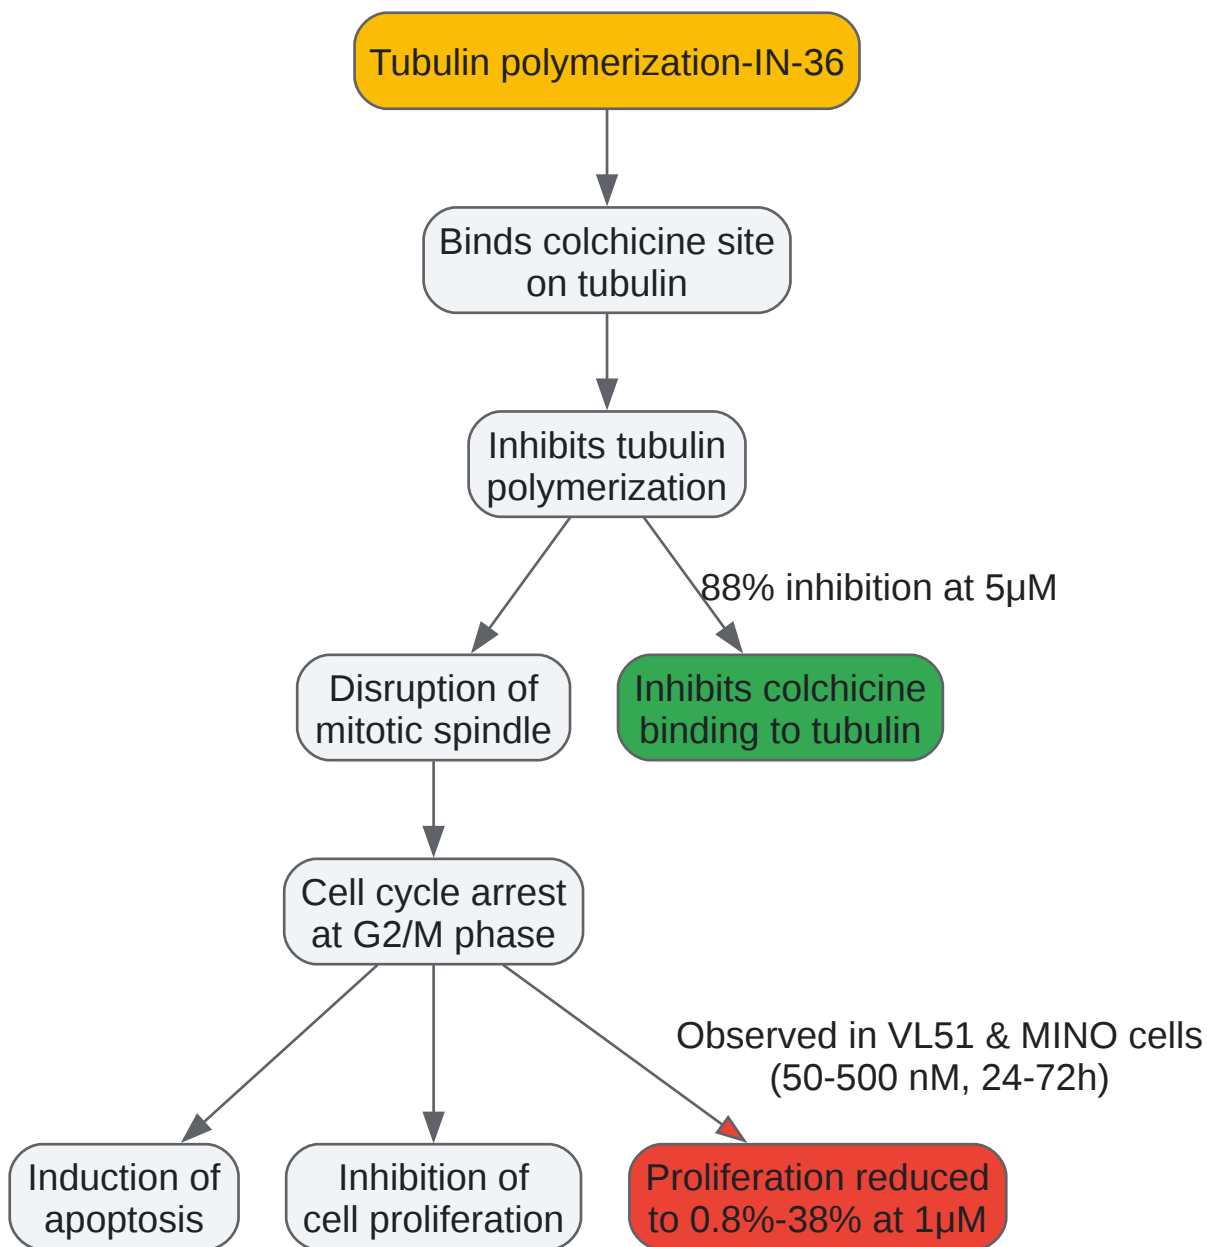 Tubulin polymerization-IN-36
Binds colchicine site
on tubulin
Inhibits tubulin
polymerization
88% inhibition at 5μM
Disruption of
mitotic spindle
Inhibits colchicine
binding to tubulin
Cell cycle arrest
at G2/M phase
Observed in VL51 & MINO cells
(50-500 nM, 24-72h)
Induction of
apoptosis
Inhibition of
cell proliferation
Proliferation reduced
to 0.8%-38% at 1μM